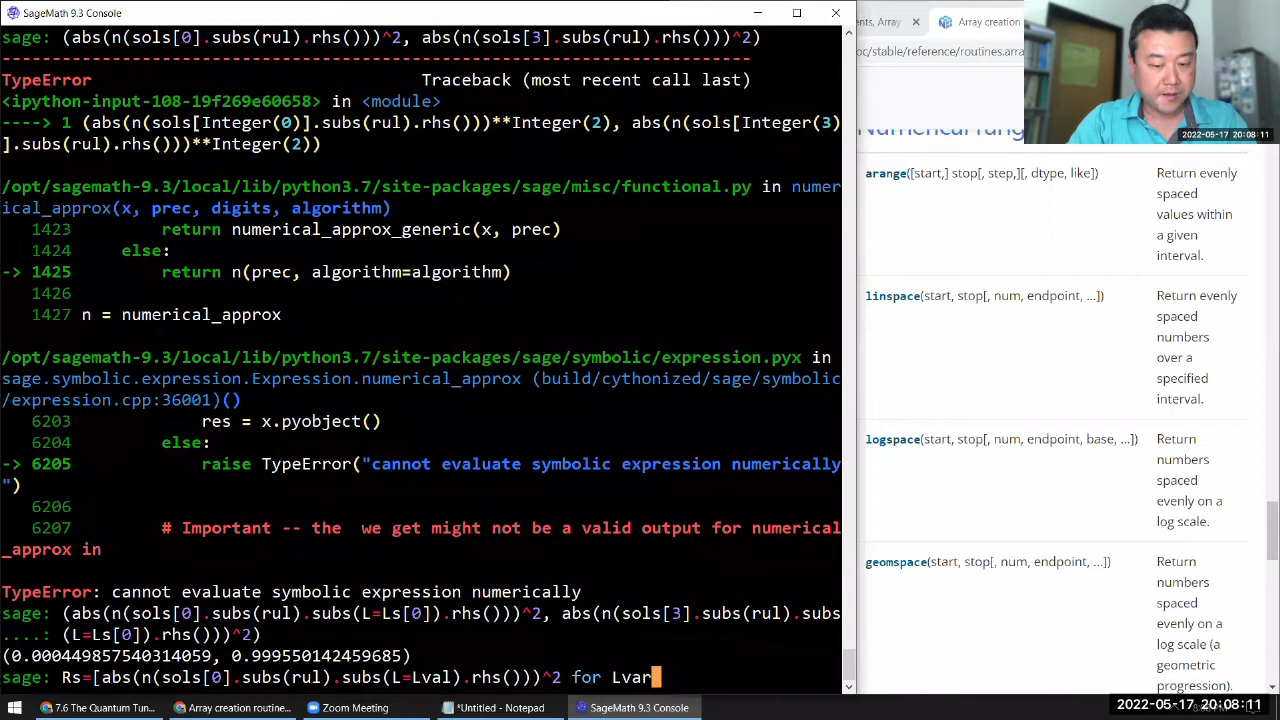 SageMath 9.3 Console
sage: (abs(n(sols[0].subs(rul).rhs()))^2, abs(n(sols[3].subs(rul).rhs()))^2)
---------------------------------------------------------------------------
TypeError                                 Traceback (most recent call last)
<ipython-input-108-19f269e60658> in <module>
----> 1 (abs(n(sols[Integer(0)].subs(rul).rhs()))**Integer(2), abs(n(sols[Integer(3)
].subs(rul).rhs()))**Integer(2))
/opt/sagemath-9.3/local/lib/python3.7/site-packages/sage/misc/functional.py in numer
ical_approx(x, prec, digits, algorithm)
1423             return numerical_approx_generic(x, prec)
1424     else:
-> 1425         return n(prec, algorithm=algorithm)
1426
1427 n = numerical_approx
/opt/sagemath-9.3/local/lib/python3.7/site-packages/sage/symbolic/expression.pyx in
sage.symbolic.expression.Expression.numerical_approx (build/cythonized/sage/symbolic
/expression.cpp:36001)()
6203             res = x.pyobject()
6204         else:
-> 6205             raise TypeError("cannot evaluate symbolic expression numerically
")
6206
6207         # Important -- the  we get might not be a valid output for numerical
_approx in
TypeError: cannot evaluate symbolic expression numerically
sage: (abs(n(sols[0].subs(rul).subs(L=Ls[0]).rhs()))^2, abs(n(sols[3].subs(rul).subs
....: (L=Ls[0]).rhs()))^2)
(0.000449857540314059, 0.999550142459685)
sage: Rs=[abs(n(sols[0].subs(rul).subs(L=Lval).rhs()))^2 for Lvar
ents, Array
Array creation
oc/stable/reference/routines.arra
2022-05-17 20:08:11
Numerical rang
arange([start,] stop[, step,][, dtype, like])
Return evenly
spaced
values within
a given
interval.
linspace(start, stop[, num, endpoint, ...])
Return evenly
spaced
numbers
over a
specified
interval.
logspace(start, stop[, num, endpoint, base, ...])
Return
numbers
spaced
evenly on a
log scale.
geomspace(start, stop[, num, endpoint, ...])
Return
numbers
spaced
evenly on a
log scale (a
geometric
progression).
7.6 The Quantum Tun...
Array creation routine...
Zoom Meeting
*Untitled - Notepad
SageMath 9.3 Console
2022-05-17 20:08:11